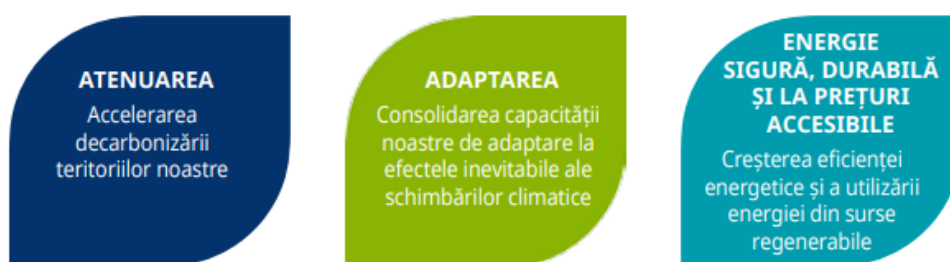 ATENUAREA
Accelerarea
decarbonizării
teritoriilor noastre
ADAPTAREA
Consolidarea capacității
noastre de adaptare la
efectele inevitabile ale
schimbărilor climatice
ENERGIE
SIGURĂ, DURABILĂ
ȘI LA PREȚURI
ACCESIBILE
Creșterea eficienței
energetice și a utilizării
energiei din surse
regenerabile